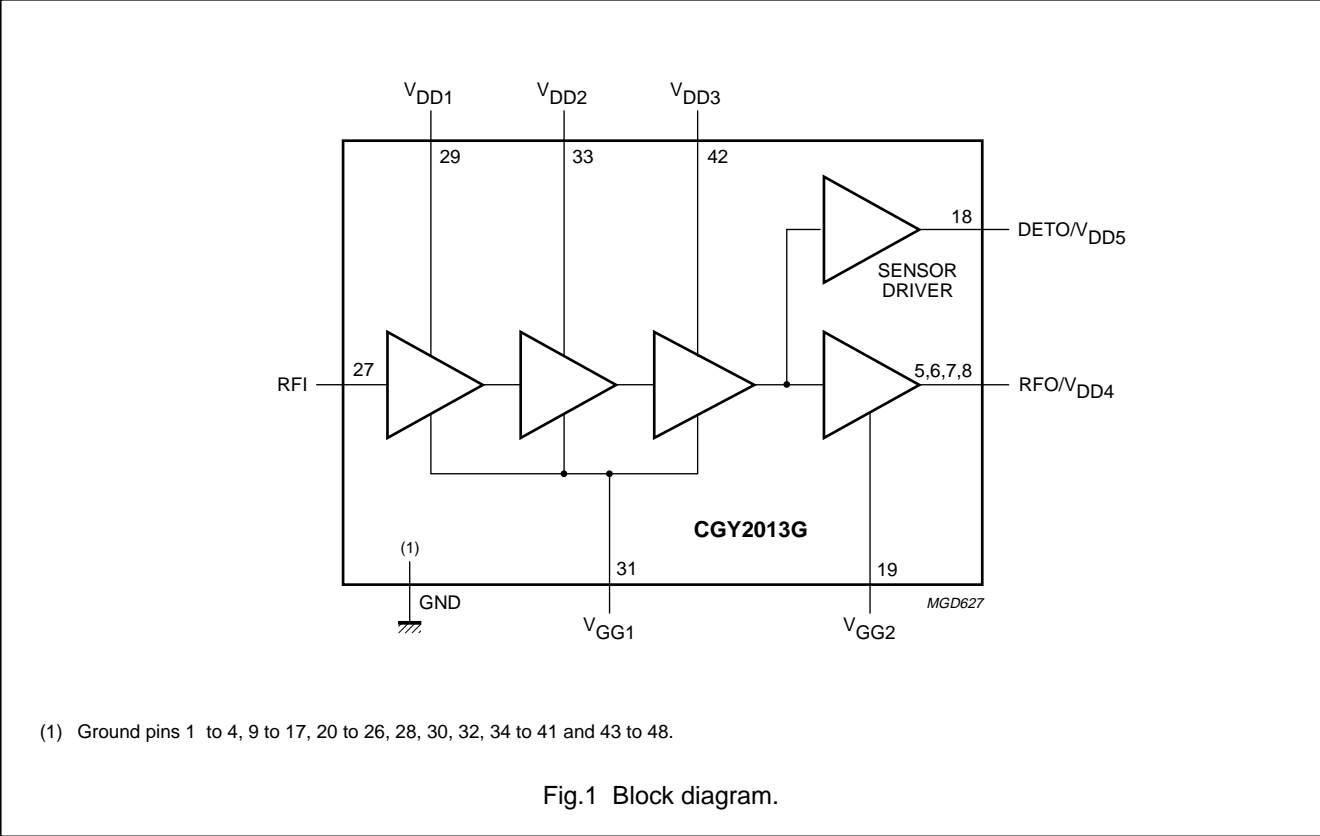 VDD1 VDD2 VDD3
29 33 42
18 DETO/VDD5
SENSOR
DRIVER
RFI 27 5,6,7,8 RFO/VDD4
CGY2013G
(1)
31 19
GND MGD627
VGG1 VGG2
(1) Ground pins 1 to 4, 9 to 17, 20 to 26, 28, 30, 32, 34 to 41 and 43 to 48.
Fig.1 Block diagram.